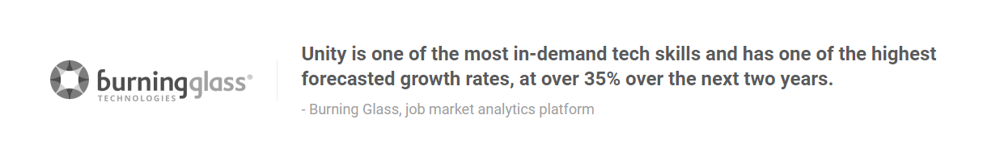 burningglass®
TECHNOLOGIES
Unity is one of the most in-demand tech skills and has one of the highest
forecasted growth rates, at over 35% over the next two years.
- Burning Glass, job market analytics platform